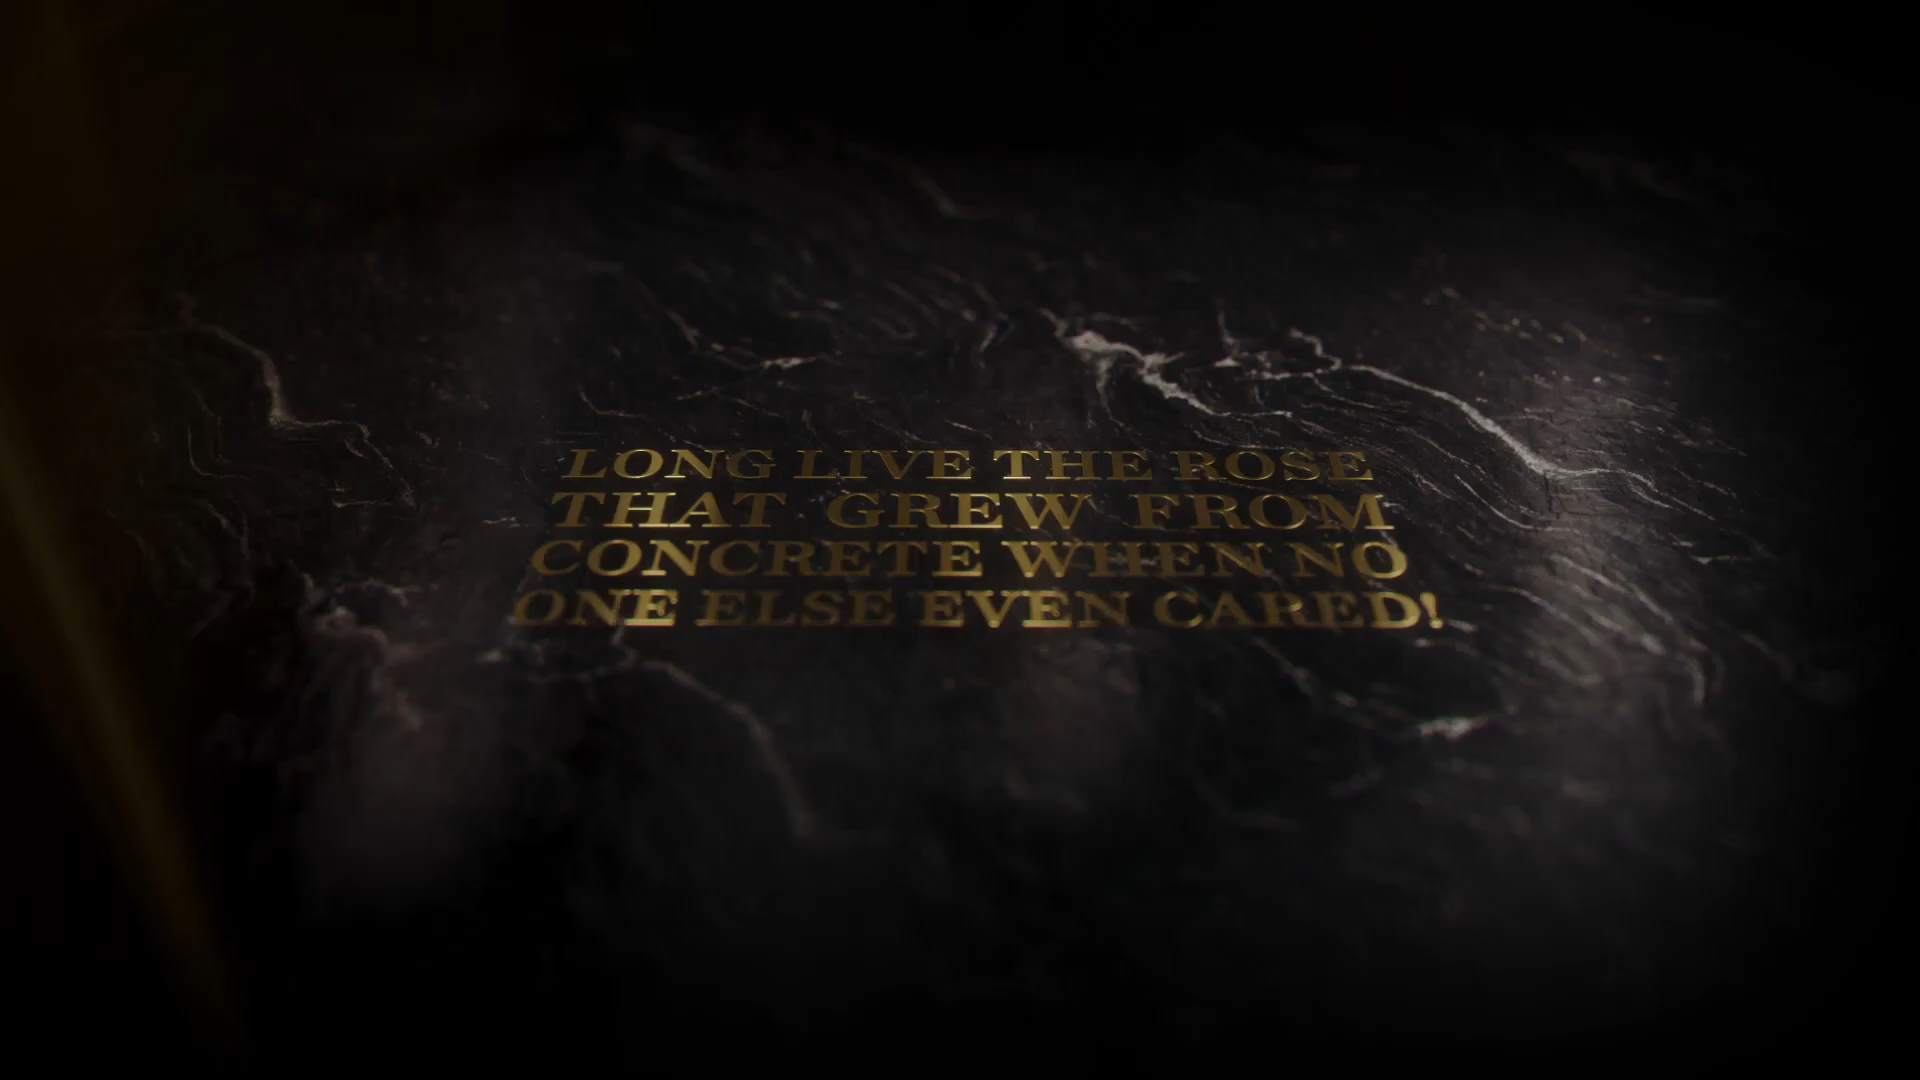 LONG LIVE THE ROSE
THAT GREW FROM
CONCRETE WHEN NO
ONE ELSE EVEN CARED!